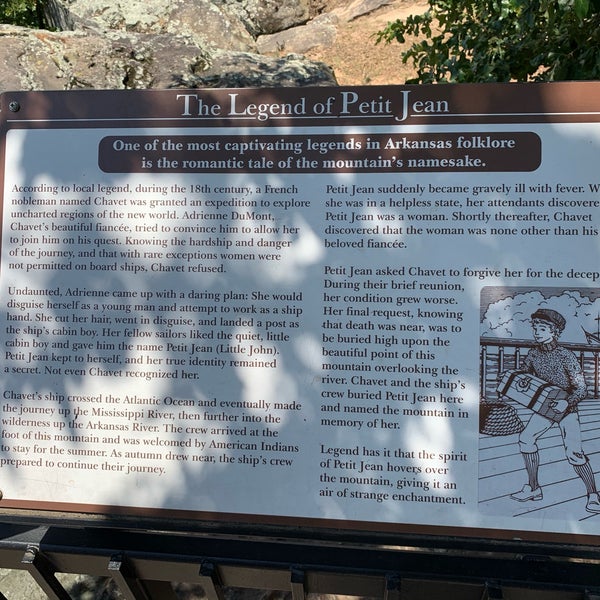 The Legend of Petit Jean
One of the most captivating legends in Arkansas folklore
is the romantic tale of the mountain's namesake.
According to local legend, during the 18th century, a French
nobleman named Chavet was granted an expedition to explore
uncharted regions of the new world. Adrienne DuMont,
Chavet's beautiful fiancée, tried to convince him to allow her
to join him on his quest. Knowing the hardship and danger
of the journey, and that with rare exceptions women were
not permitted on board ships, Chavet refused.
Undaunted, Adrienne came up with a daring plan: She would
disguise herself as a young man and attempt to work as a ship
hand. She cut her hair, went in disguise, and landed a post as
the ship's cabin boy. Her fellow sailors liked the quiet, little
cabin boy and gave him the name Petit Jean (Little John).
Petit Jean kept to herself, and her true identity remained
a secret. Not even Chavet recognized her.
Chavet's ship crossed the Atlantic Ocean and eventually made
the journey up the Mississippi River, then further into the
wilderness up the Arkansas River. The crew arrived at the
foot of this mountain and was welcomed by American Indians
to stay for the summer. As autumn drew near, the ship's crew
prepared to continue their journey.
Petit Jean suddenly became gravely ill with fever. W
she was in a helpless state, her attendants discovere
Petit Jean was a woman. Shortly thereafter, Chavet
discovered that the woman was none other than his
beloved fiancée.
Petit Jean asked Chavet to forgive her for the decep
During their brief reunion,
her condition grew worse.
Her final request, knowing
that death was near, was to
be buried high upon the
beautiful point of this
mountain overlooking the
river. Chavet and the ship's
crew buried Petit Jean here
and named the mountain in
memory of her.
Legend has it that the spirit
of Petit Jean hovers over
the mountain, giving it an
air of strange enchantment.